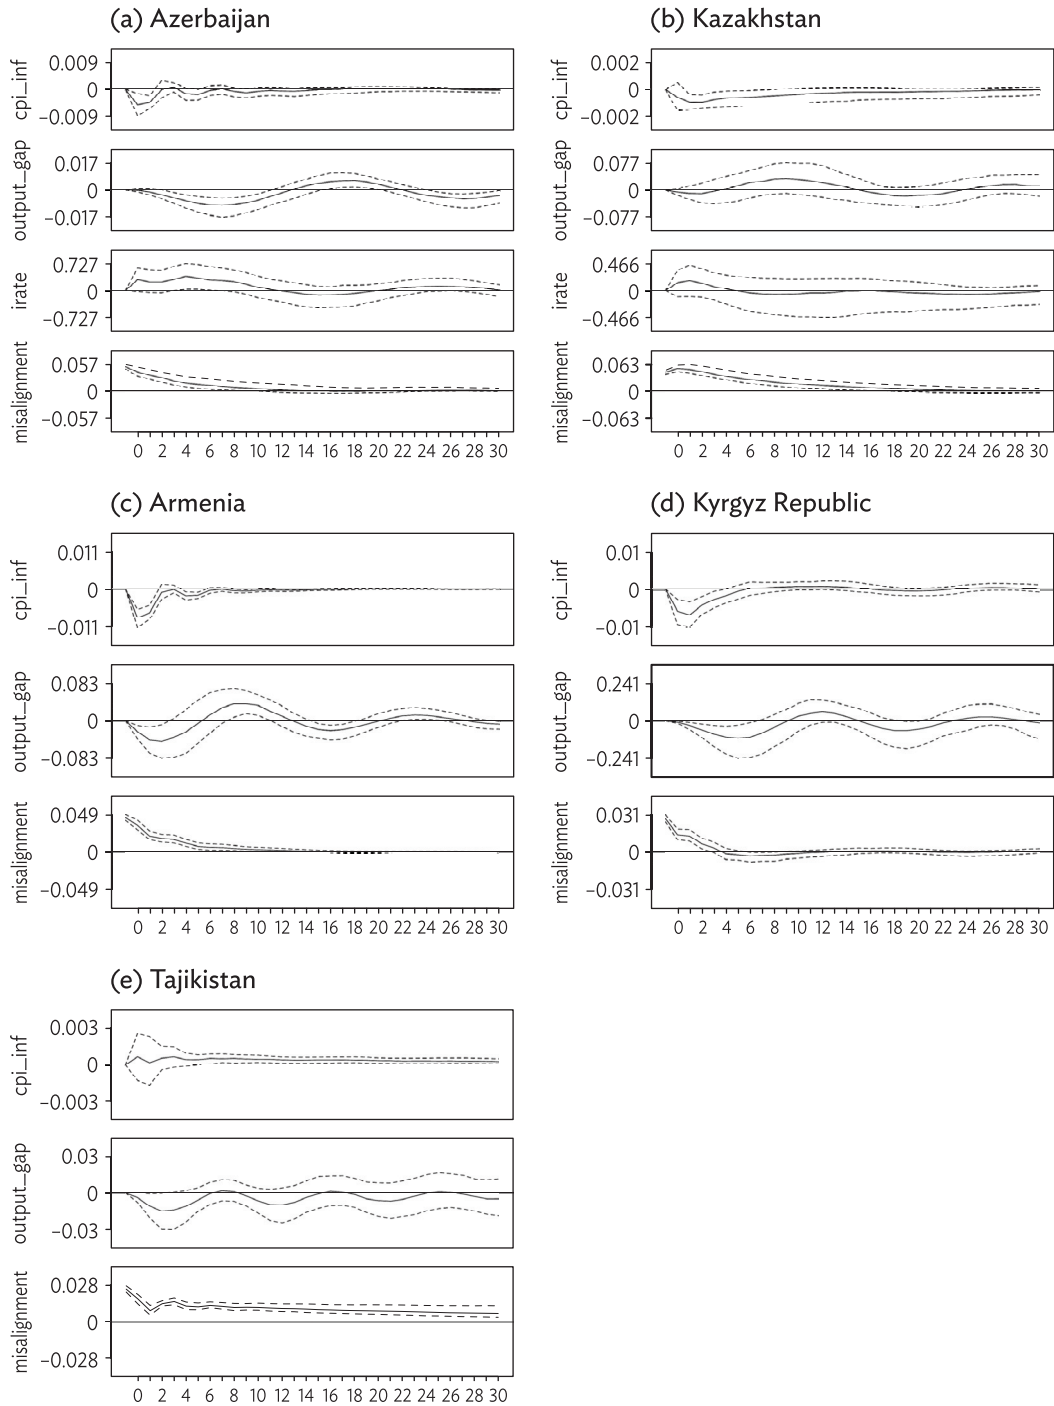 (a) Azerbaijan
cpi_inf
0.009
0
−0.009
output_gap
0.017
0
−0.017
irate
0.727
0
−0.727
misalignment
0.057
0
−0.057
0 2 4 6 8 10 12 14 16 18 20 22 24 26 28 30
(b) Kazakhstan
cpi_inf
0.002
0
−0.002
output_gap
0.077
0
−0.077
irate
0.466
0
−0.466
misalignment
0.063
0
−0.063
0 2 4 6 8 10 12 14 16 18 20 22 24 26 28 30
(c) Armenia
cpi_inf
0.011
0
−0.011
output_gap
0.083
0
−0.083
misalignment
0.049
0
−0.049
0 2 4 6 8 10 12 14 16 18 20 22 24 26 28 30
(d) Kyrgyz Republic
cpi_inf
0.01
0
−0.01
output_gap
0.241
0
−0.241
misalignment
0.031
0
−0.031
0 2 4 6 8 10 12 14 16 18 20 22 24 26 28 30
(e) Tajikistan
cpi_inf
0.003
0
−0.003
output_gap
0.03
0
−0.03
misalignment
0.028
0
−0.028
0 2 4 6 8 10 12 14 16 18 20 22 24 26 28 30